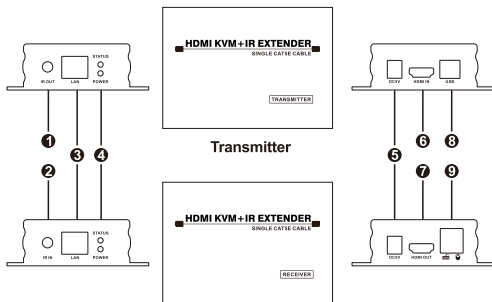 STATUS
IR OUT LAN POWER
HDMI KVM+IR EXTENDER
SINGLE CAT5E CABLE
TRANSMITTER
DC5V HDMI IN USB
Transmitter
1 3 4
2
5 6 8
7 9
STATUS
IR IN LAN POWER
HDMI KVM+IR EXTENDER
SINGLE CAT5E CABLE
RECEIVER
DC5V HDMI OUT